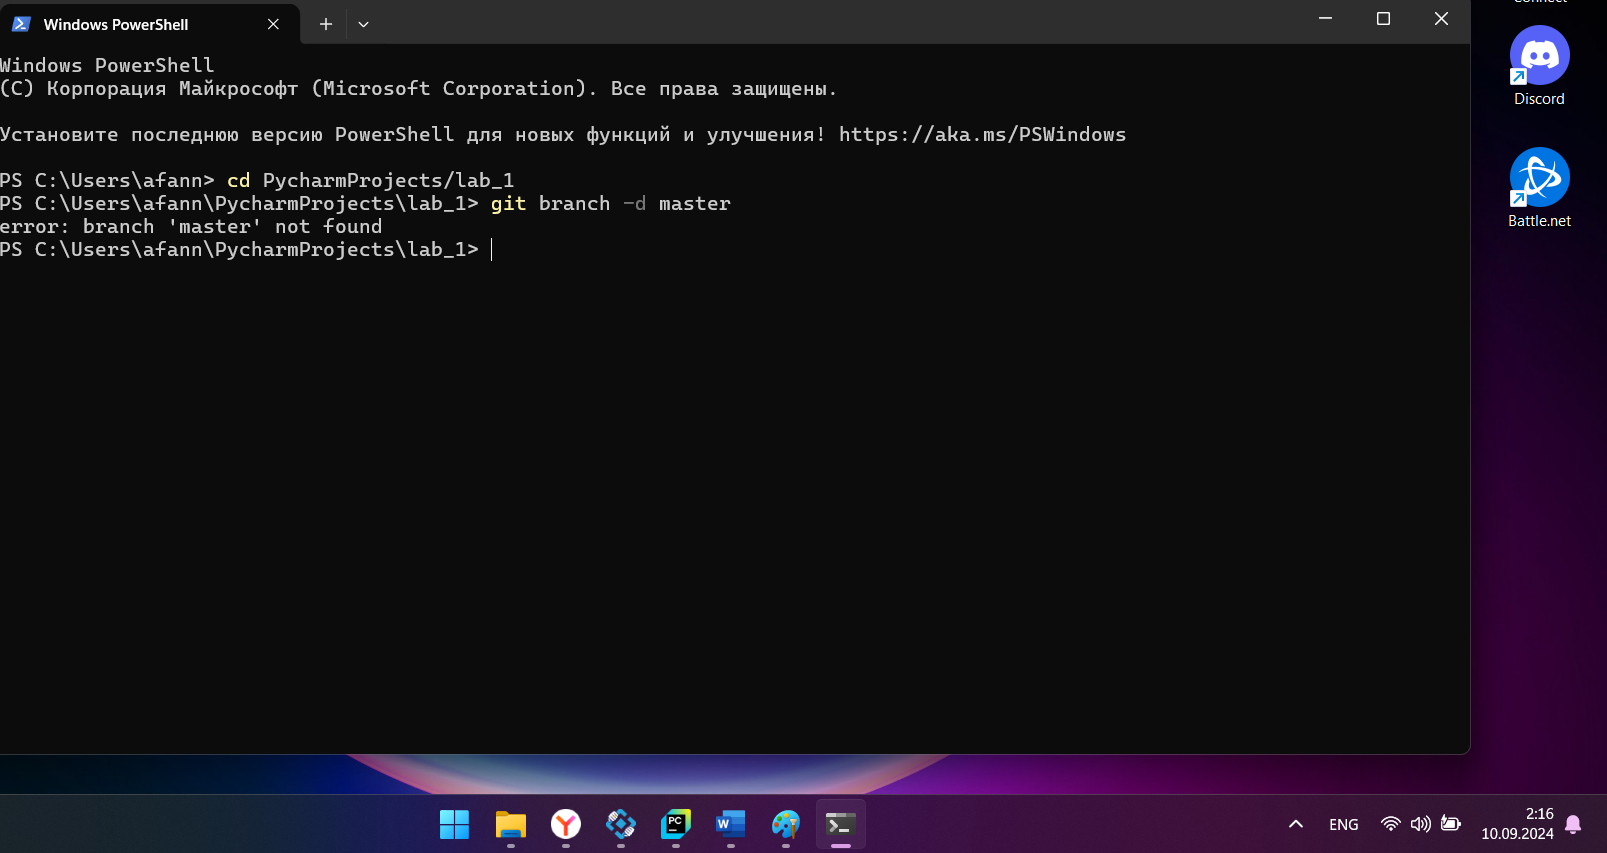 Connect
Windows PowerShell
Windows PowerShell
(C) Корпорация Майкрософт (Microsoft Corporation). Все права защищены.
Установите последнюю версию PowerShell для новых функций и улучшения! https://aka.ms/PSWindows
PS C:\Users\afann> cd PycharmProjects/lab_1
PS C:\Users\afann\PycharmProjects\lab_1> git branch -d master
error: branch 'master' not found
PS C:\Users\afann\PycharmProjects\lab_1>
Discord
Battle.net
PC
W
ENG
2:16
10.09.2024